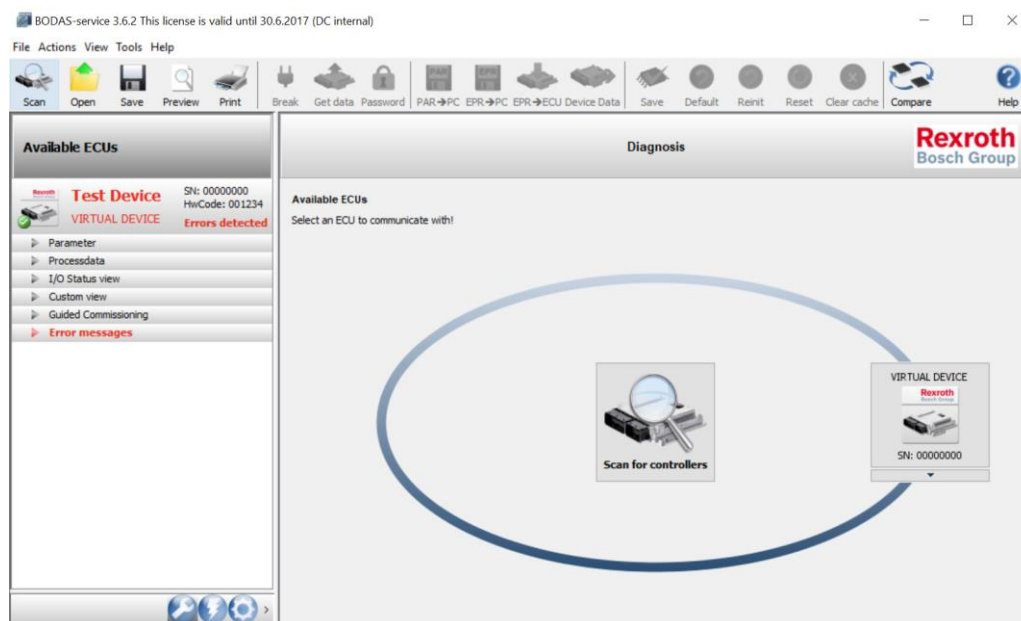 BODAS-service 3.6.2 This license is valid until 30.6.2017 (DC internal)
File Actions View Tools Help
Scan Open Save Preview Print Break Get data Password PAR→PC EPR→PC EPR→ECU Device Data Save Default Reinit Reset Clear cache Compare Help
Available ECUs
Rexroth
Test Device
VIRTUAL DEVICE
SN: 00000000
HwCode: 001234
Errors detected
Parameter
Processdata
I/O Status view
Custom view
Guided Commissioning
Error messages
Diagnosis
Rexroth
Bosch Group
Available ECUs
Select an ECU to communicate with!
Scan for controllers
VIRTUAL DEVICE
Rexroth
Bosch Group
SN: 00000000